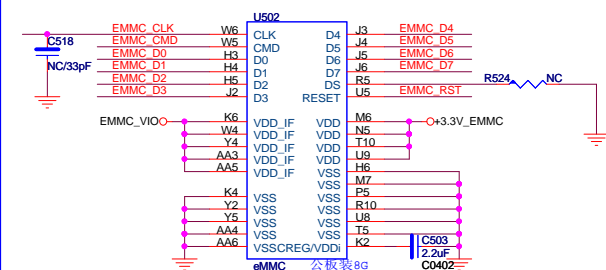 U502
EMMC_CLK W6 CLK D4 J3 EMMC_D4
C518 EMMC_CMD W5 CMD D5 J4 EMMC_D5
EMMC_D0 H3 D0 D6 J5 EMMC_D6
NC/33pF EMMC_D1 H4 D1 D7 J6 EMMC_D7
EMMC_D2 H5 D2 DS R5 R524 NC
EMMC_D3 J2 D3 RESET U5 EMMC_RST
EMMC_VIO K6 VDD_IF VDD M6 +3.3V_EMMC
W4 VDD_IF VDD N5
Y4 VDD_IF VDD T10
AA3 VDD_IF VDD U9
AA5 VDD_IF VSS H6
VSS M7
K4 VSS VSS P5
Y2 VSS VSS R10
Y5 VSS VSS U8
AA4 VSS VSS T5 C503
AA6 VSSCREG/VDDi K2 2.2uF
eMMC 公板装8G C0402